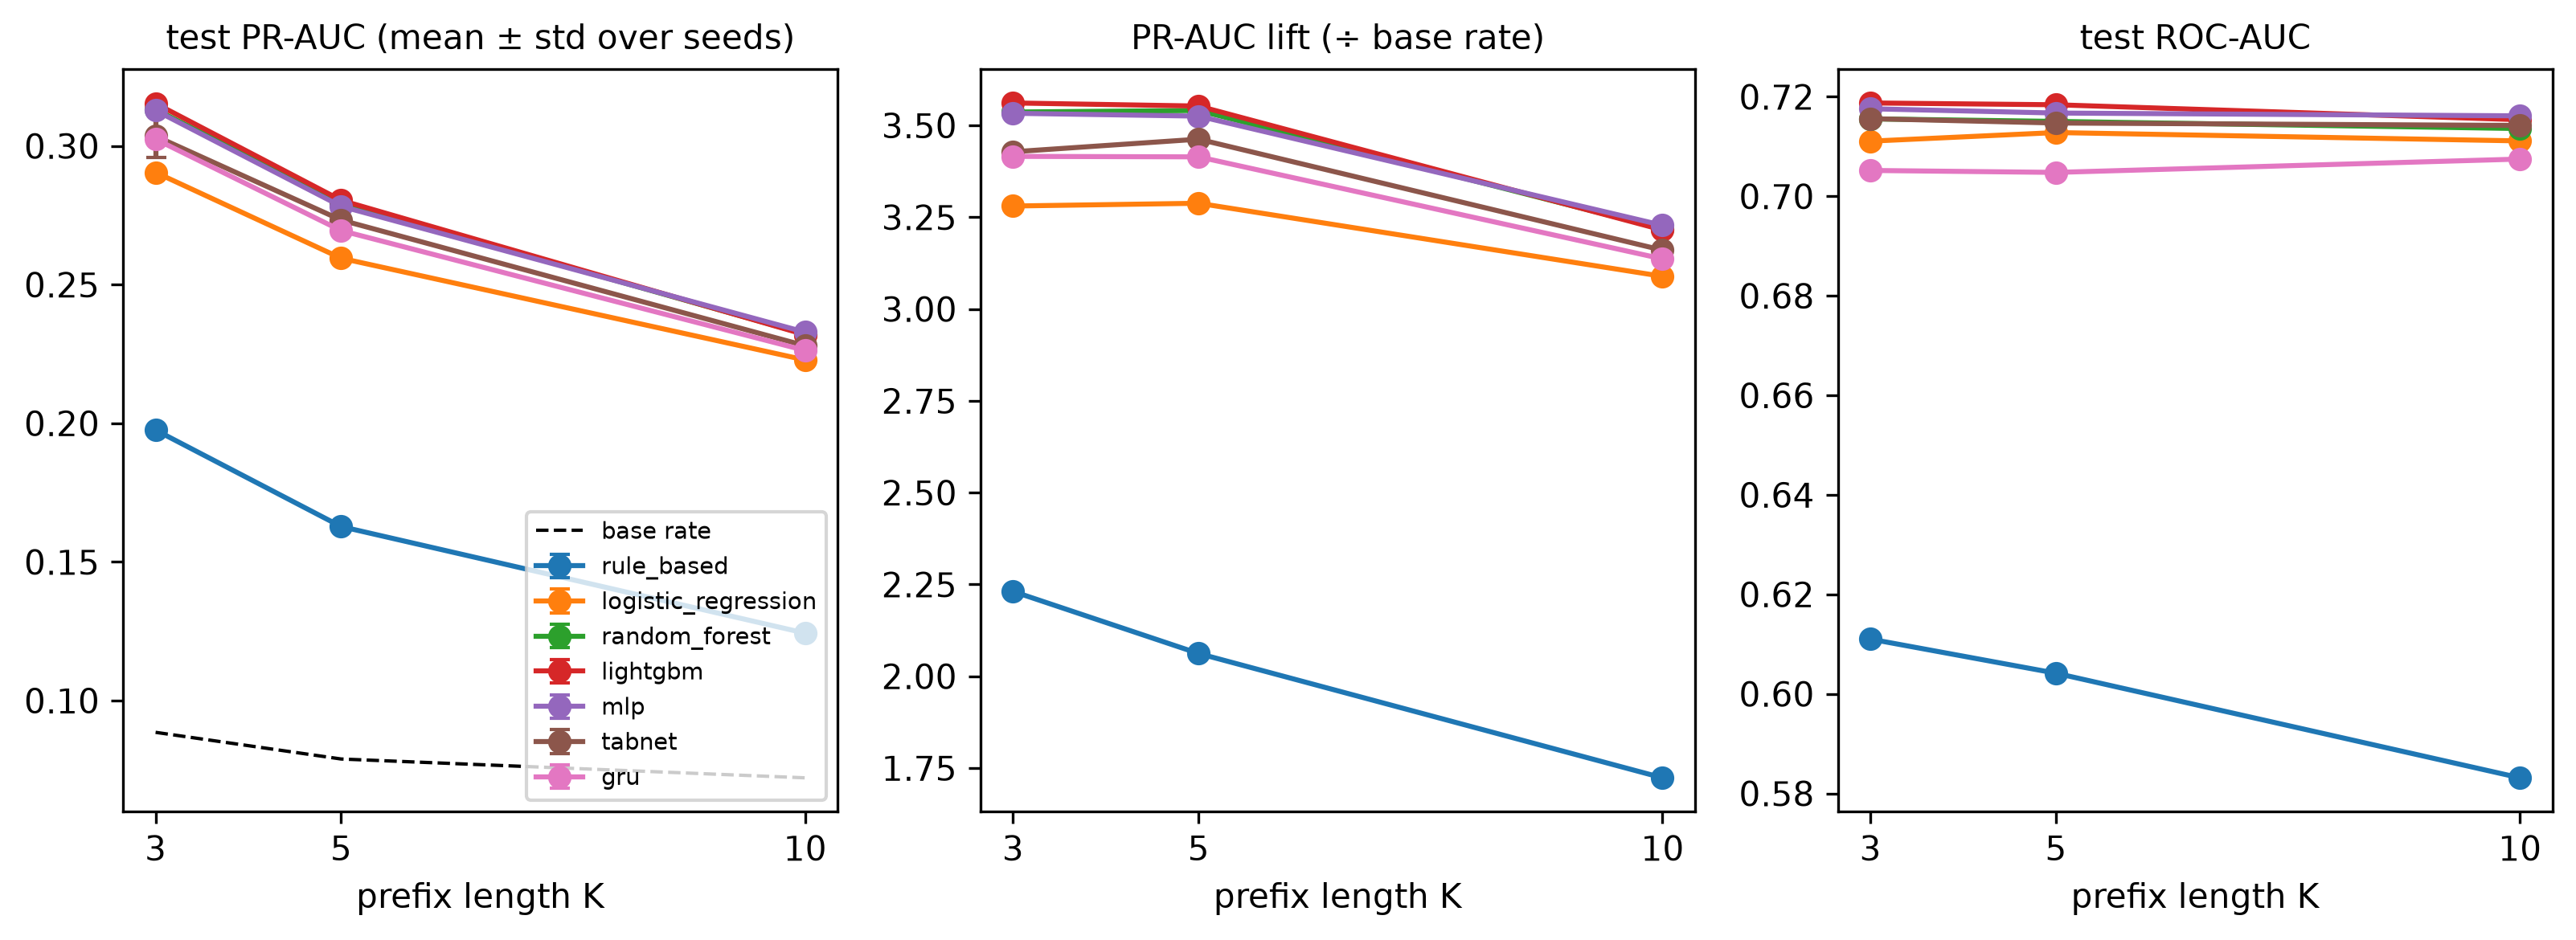 test PR-AUC (mean ± std over seeds)
0.30
0.25
0.20
0.15
0.10
base rate
rule_based
logistic_regression
random_forest
lightgbm
mlp
tabnet
gru
3
5
10
prefix length K
PR-AUC lift (÷ base rate)
3.50
3.25
3.00
2.75
2.50
2.25
2.00
1.75
3
5
10
prefix length K
test ROC-AUC
0.72
0.70
0.68
0.66
0.64
0.62
0.60
0.58
3
5
10
prefix length K